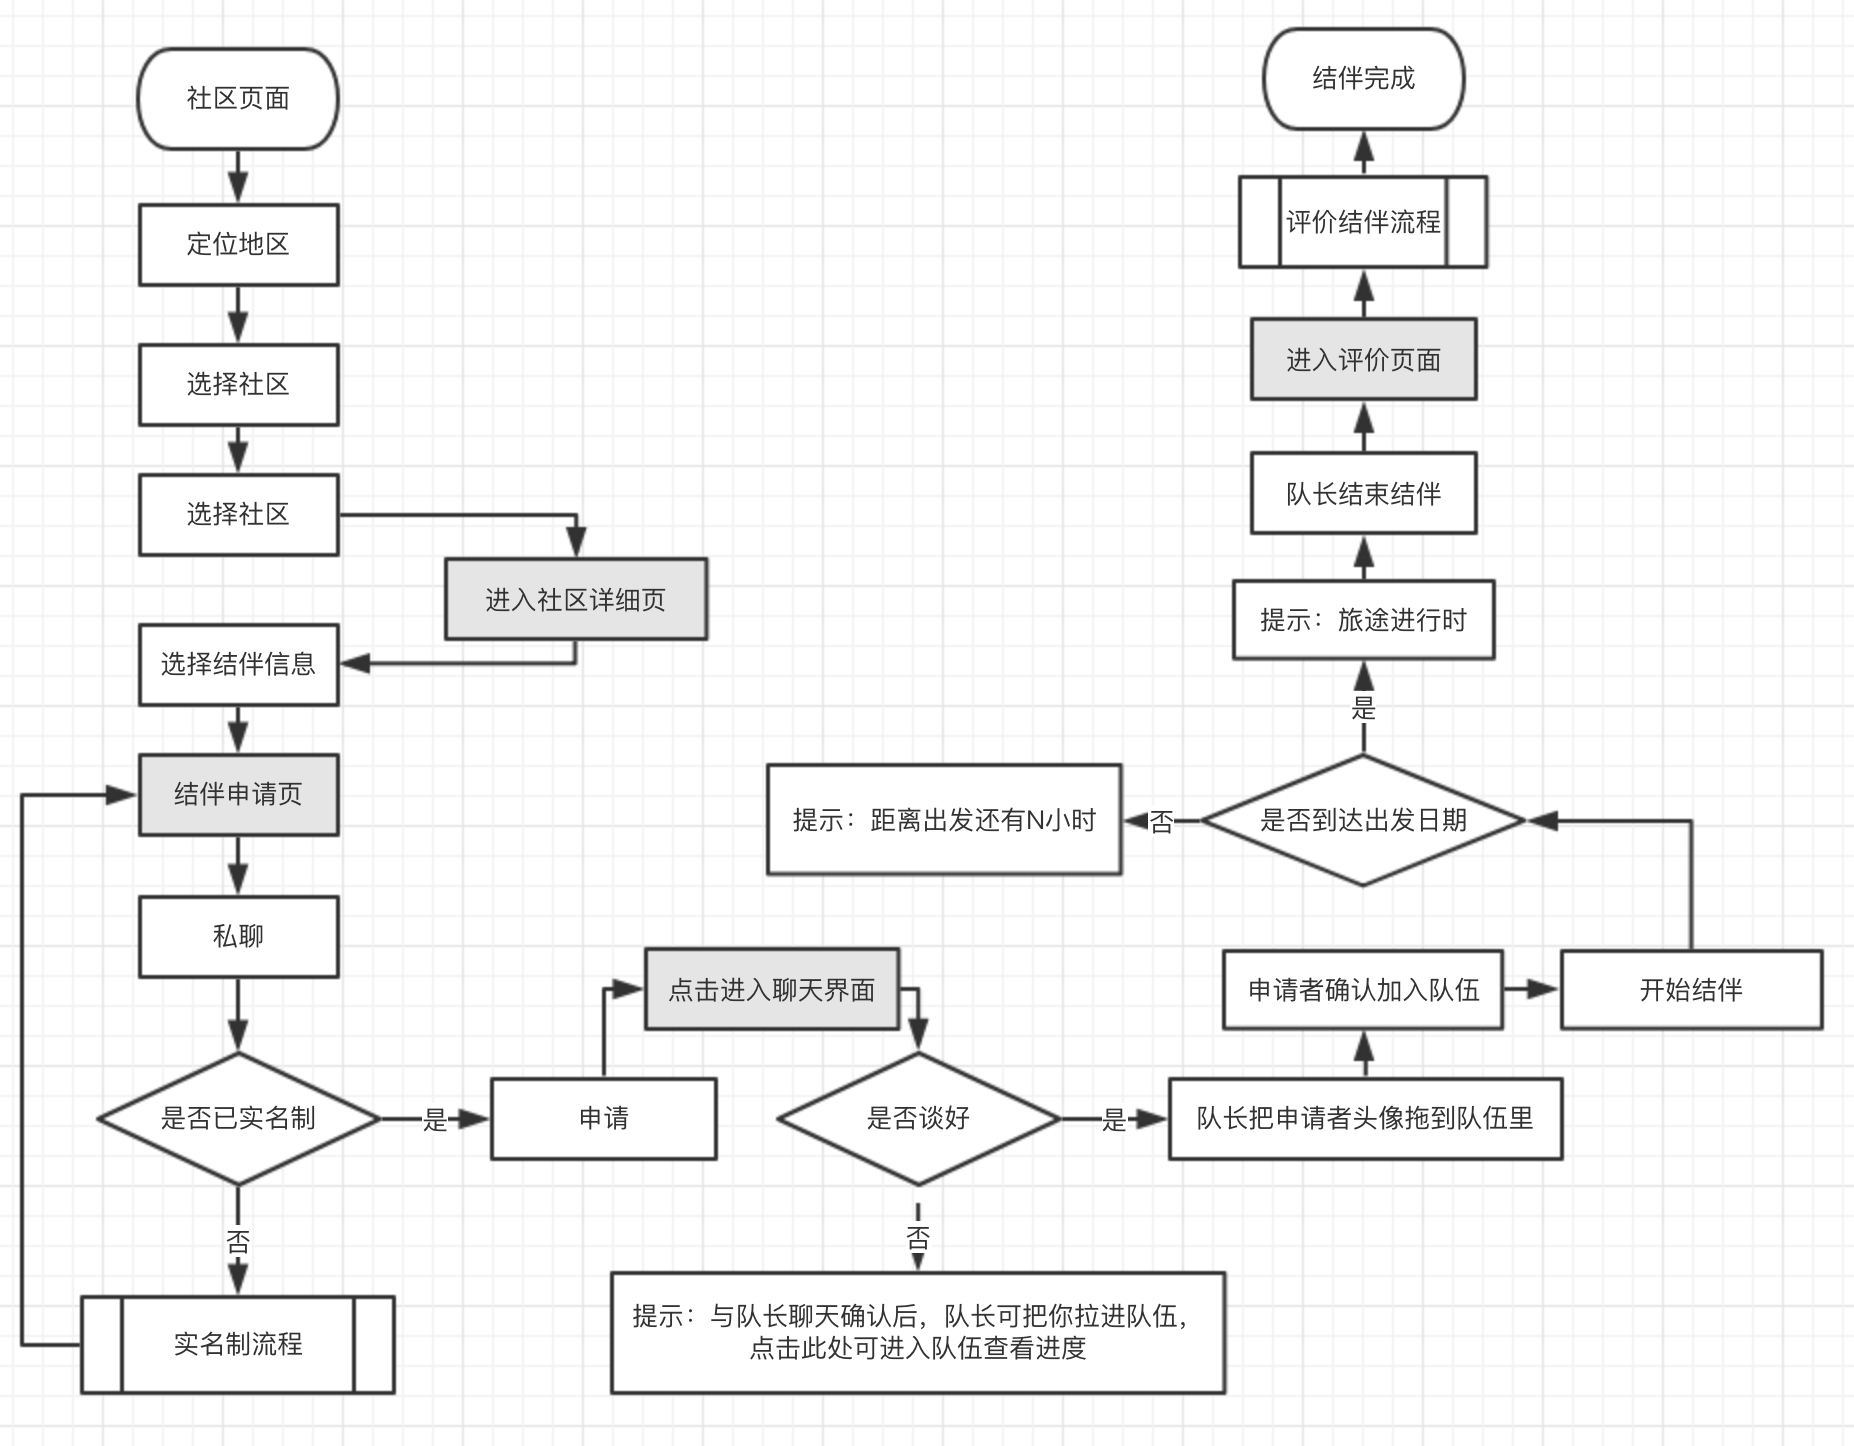 社区页面
定位地区
选择社区
选择社区
进入社区详细页
选择结伴信息
结伴申请页
私聊
是否已实名制
否
实名制流程
是
申请
点击进入聊天界面
是否谈好
否
提示：与队长聊天确认后，队长可把你拉进队伍，
点击此处可进入队伍查看进度
是
队长把申请者头像拖到队伍里
申请者确认加入队伍
开始结伴
是否到达出发日期
否
提示：距离出发还有N小时
是
提示：旅途进行时
队长结束结伴
进入评价页面
评价结伴流程
结伴完成